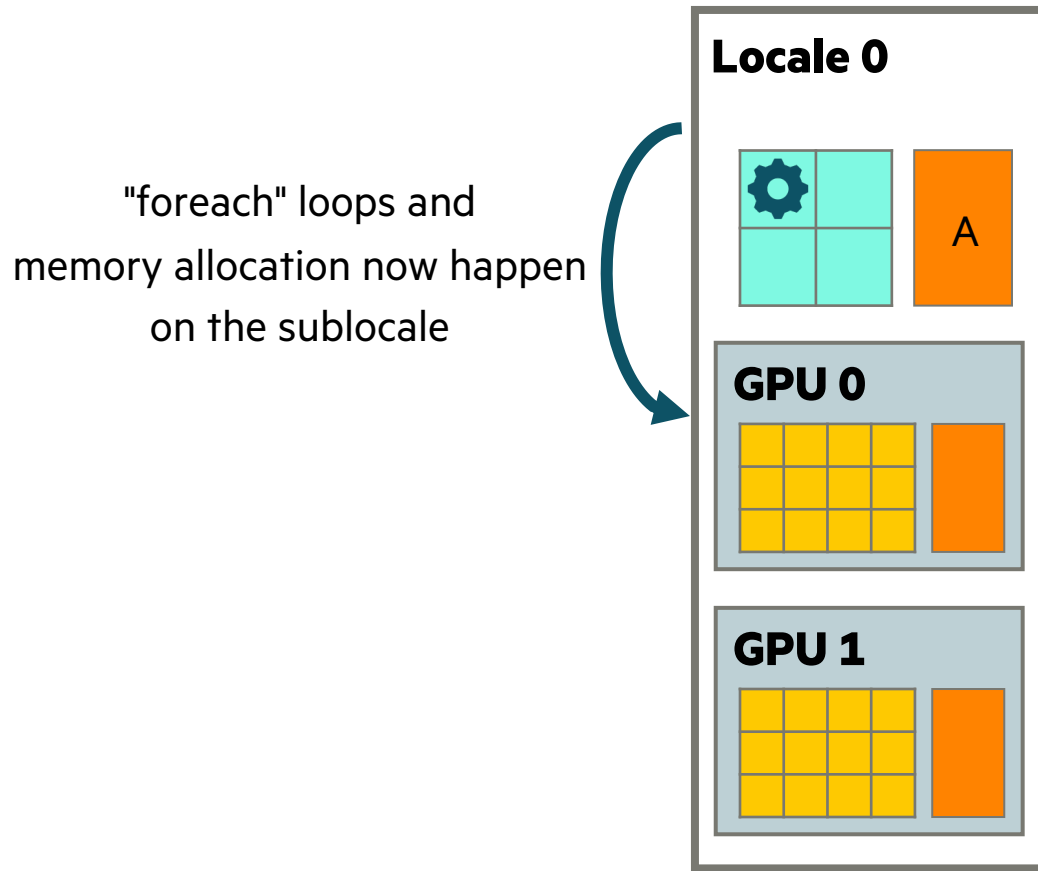 Locale 0
"foreach" loops and
memory allocation now happen
on the sublocale
A
GPU 0
GPU 1